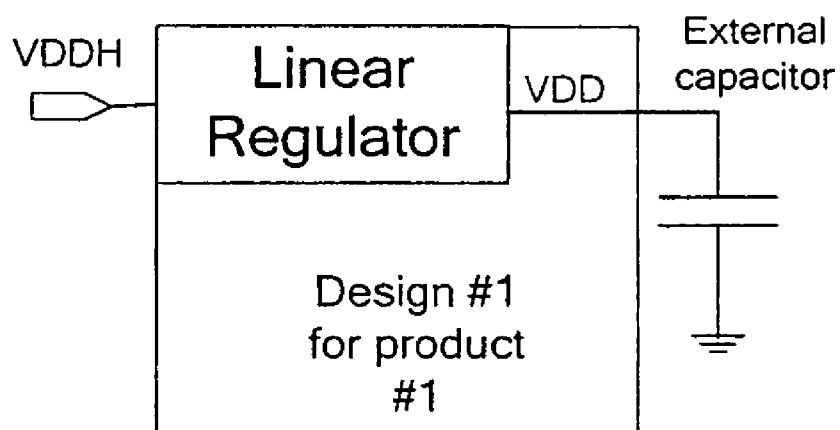 VDDH
Linear
Regulator
VDD
External
capacitor
Design #1
for product
#1